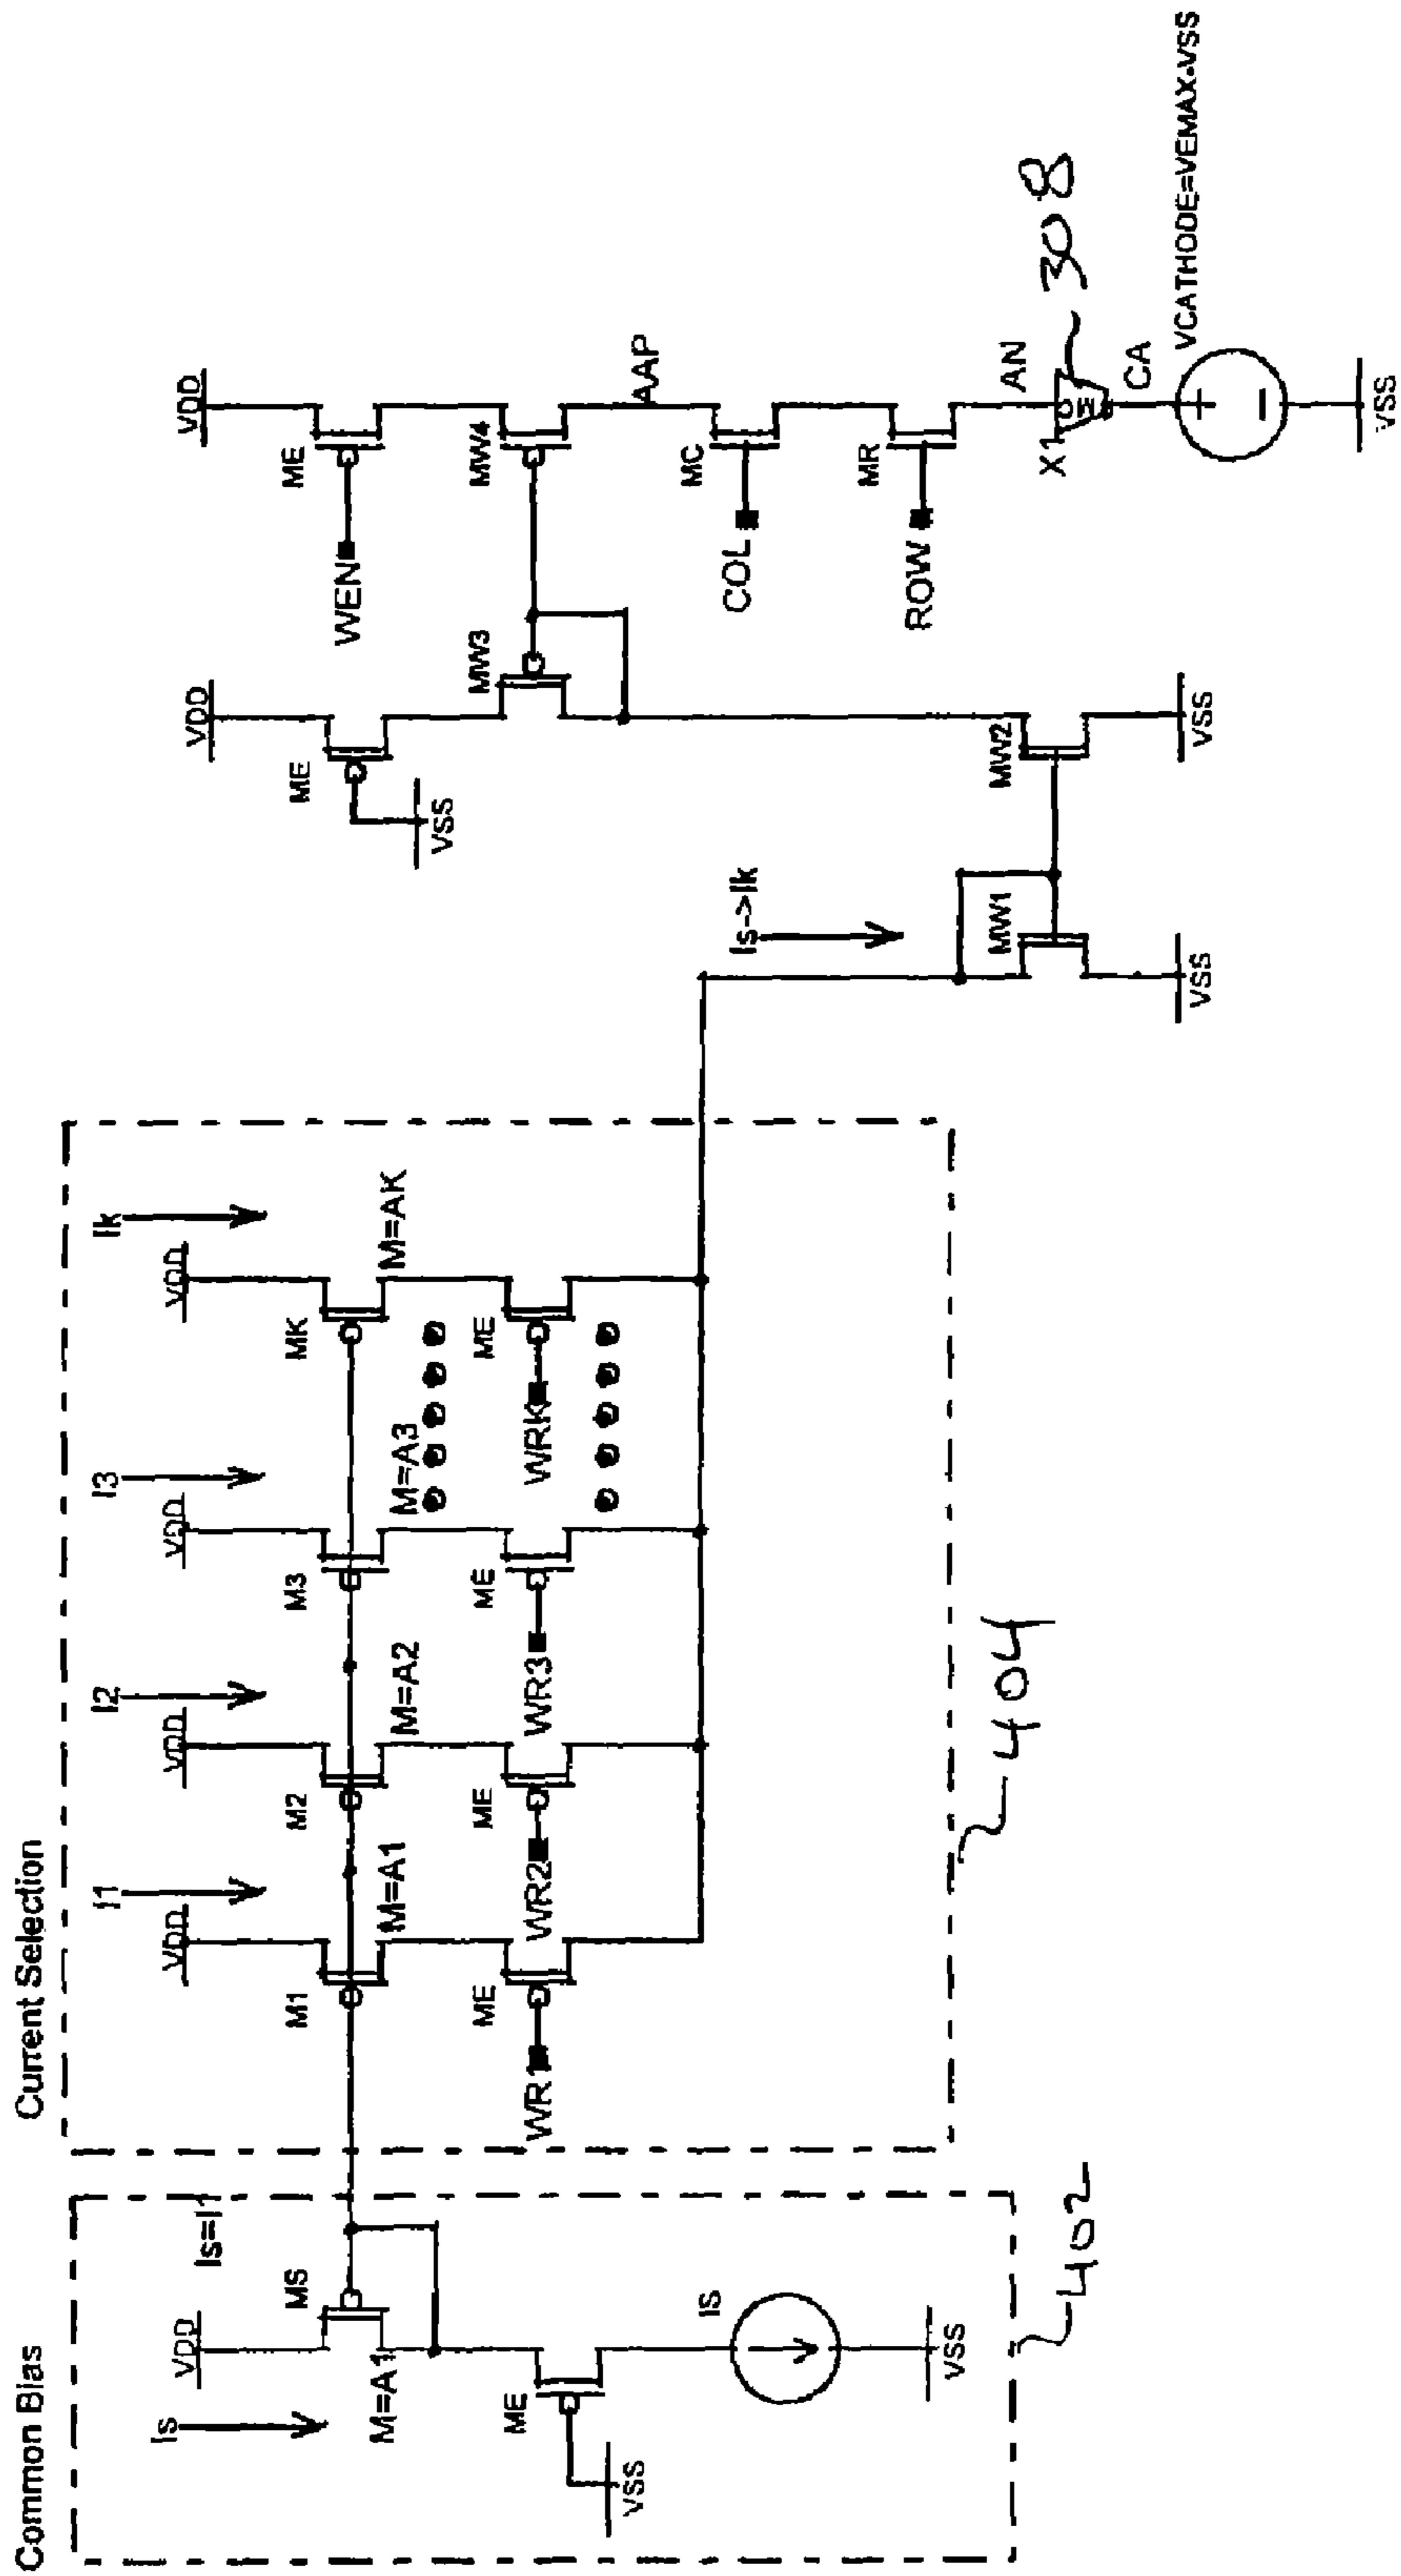 Common Bias
Is
VDD
MS
Is=I1
M=A1
ME
VSS
IS
VSS
402
Current Selection
I1
VDD
M1
M=A1
ME
WR1
I2
VDD
M2
M=A2
ME
WR2
I3
VDD
M3
M=A3
ME
WR3
Ik
VDD
MK
M=AK
ME
WRK
404
Is->Ik
MW1
VSS
VDD
ME
VSS
MW3
MW2
VSS
VDD
ME
WEN
MW4
AAP
MC
COL
MR
ROW
AN
X1
308
CA
VCATHODE=VEMAX-VSS
VSS